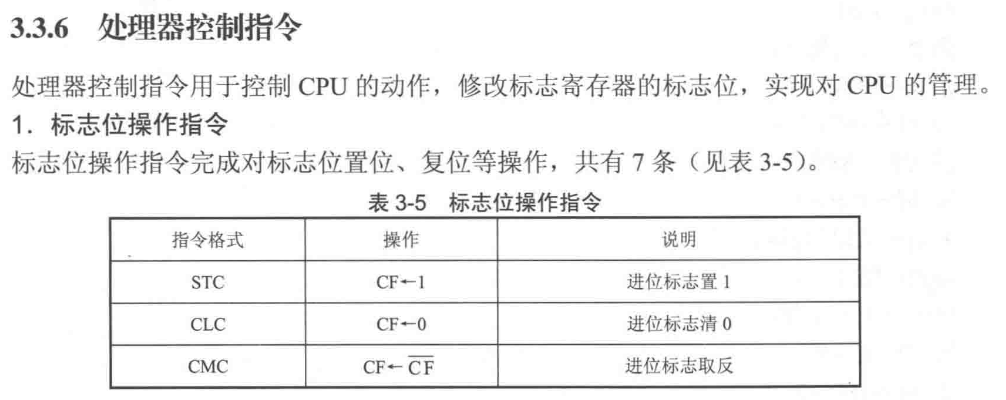 3.3.6 处理器控制指令
处理器控制指令用于控制 CPU 的动作，修改标志寄存器的标志位，实现对 CPU 的管理。
1．标志位操作指令
标志位操作指令完成对标志位置位、复位等操作，共有 7 条（见表 3-5）。
表 3-5 标志位操作指令
指令格式 操作 说明
STC CF←1 进位标志置 1
CLC CF←0 进位标志清 0
CMC CF←C̅F̅ 进位标志取反